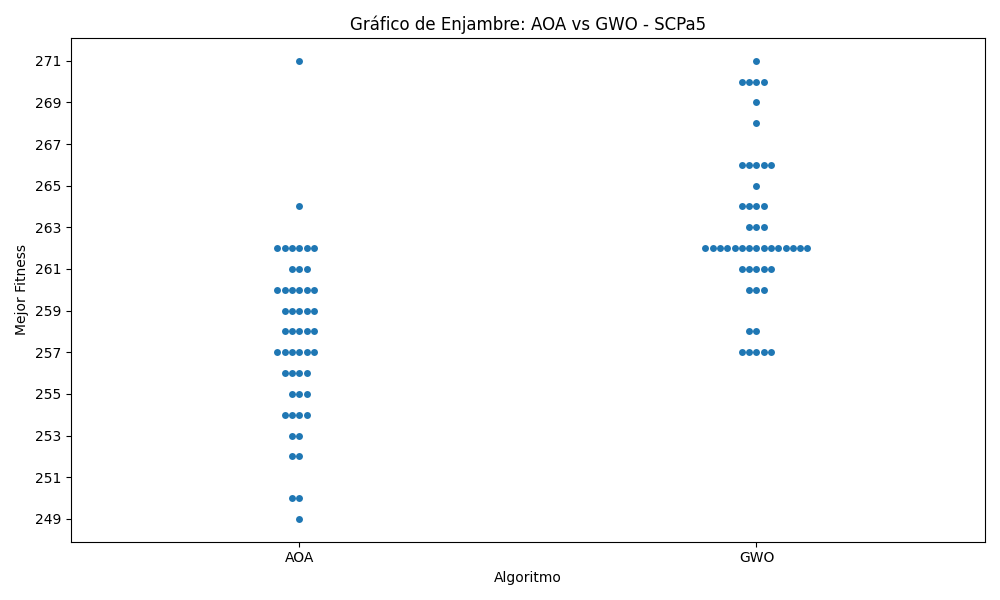 Gráfico de Enjambre: AOA vs GWO - SCPa5
Mejor Fitness
271
269
267
265
263
261
259
257
255
253
251
249
AOA
GWO
Algoritmo